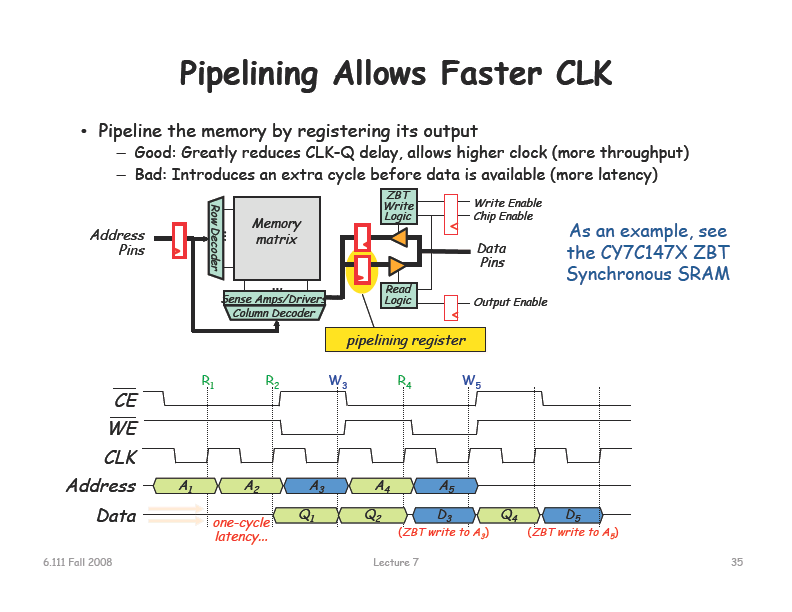 Pipelining Allows Faster CLK
• Pipeline the memory by registering its output
– Good: Greatly reduces CLK-Q delay, allows higher clock (more throughput)
– Bad: Introduces an extra cycle before data is available (more latency)
Address
Pins
Row Decoder
...
Memory
matrix
...
Sense Amps/Drivers
Column Decoder
ZBT
Write
Logic
Read
Logic
Write Enable
Chip Enable
Data
Pins
Output Enable
pipelining register
As an example, see
the CY7C147X ZBT
Synchronous SRAM
R1 R2 W3 R4 W5
CE
WE
CLK
Address A1 A2 A3 A4 A5
Data Q1 Q2 D3 Q4 D5
one-cycle
latency...
(ZBT write to A3) (ZBT write to A5)
6.111 Fall 2008 Lecture 7 35